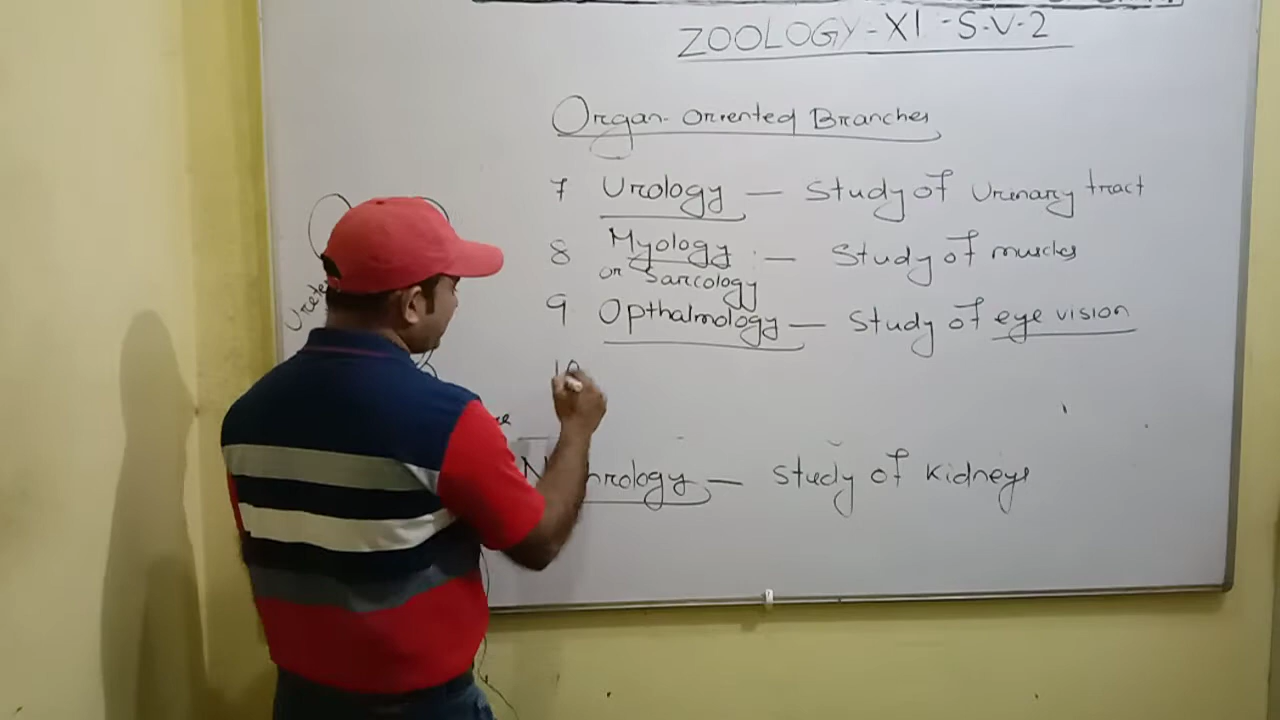 ZOOLOGY-XI-S.V-2
Organ-oriented Branches
7 Urology — Study of Urinary tract
8 Myology :— Study of muscles
or Sarcology
9 Opthalmology — Study of eye vision
10
— Study of Kidneys